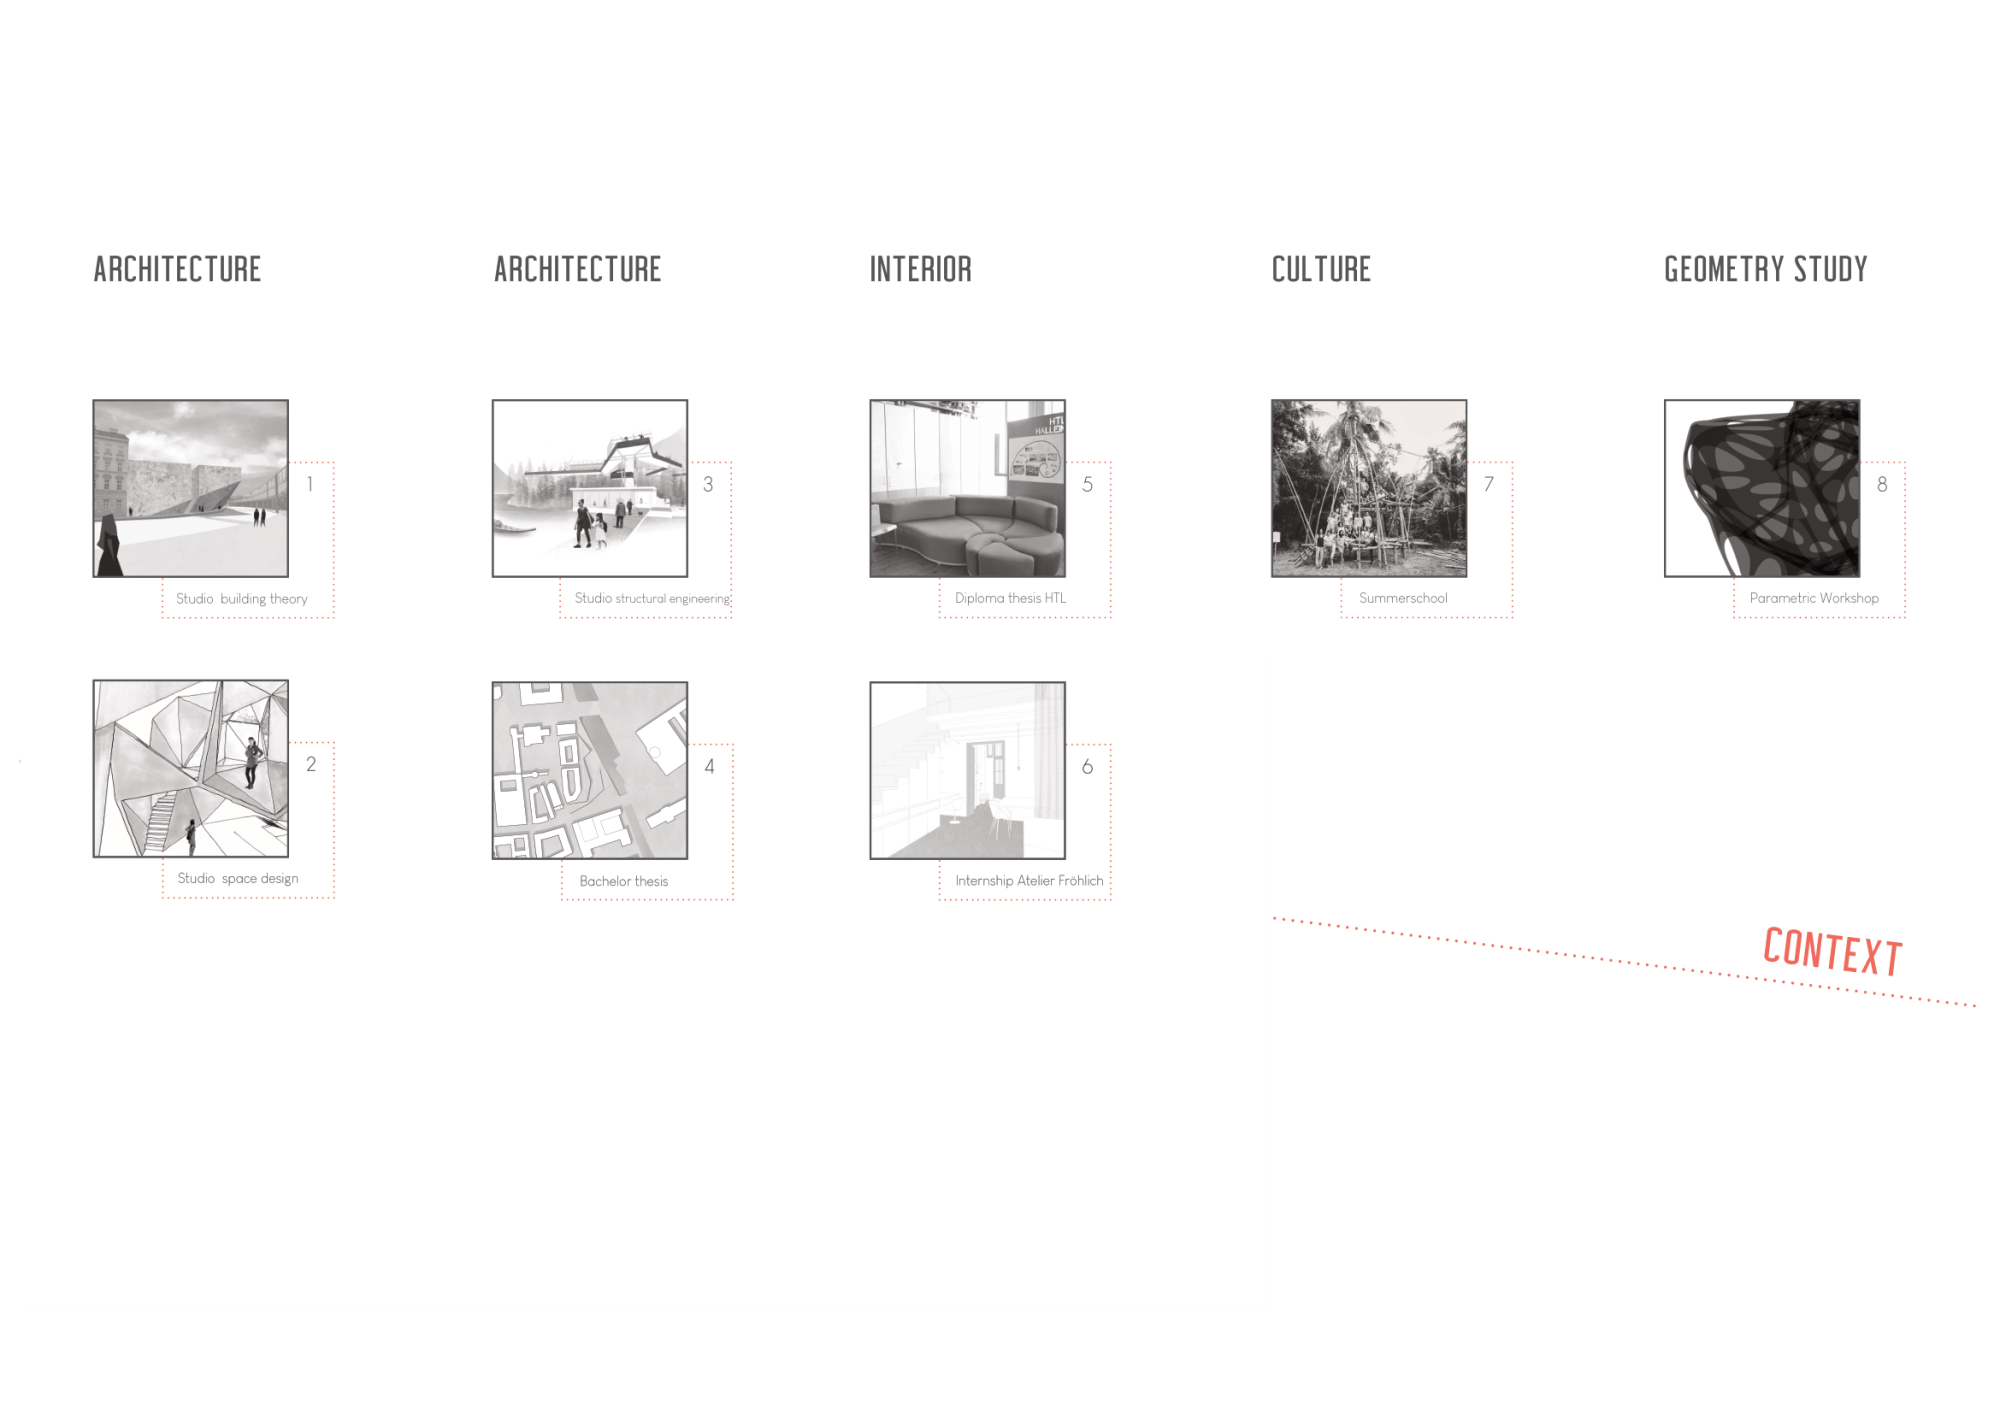 ARCHITECTURE
ARCHITECTURE
INTERIOR
CULTURE
GEOMETRY STUDY
1
Studio building theory
3
Studio structural engineering
HTL
HALLEIN
5
Diploma thesis HTL
7
Summerschool
8
Parametric Workshop
2
Studio space design
4
Bachelor thesis
6
Internship Atelier Fröhlich
CONTEXT